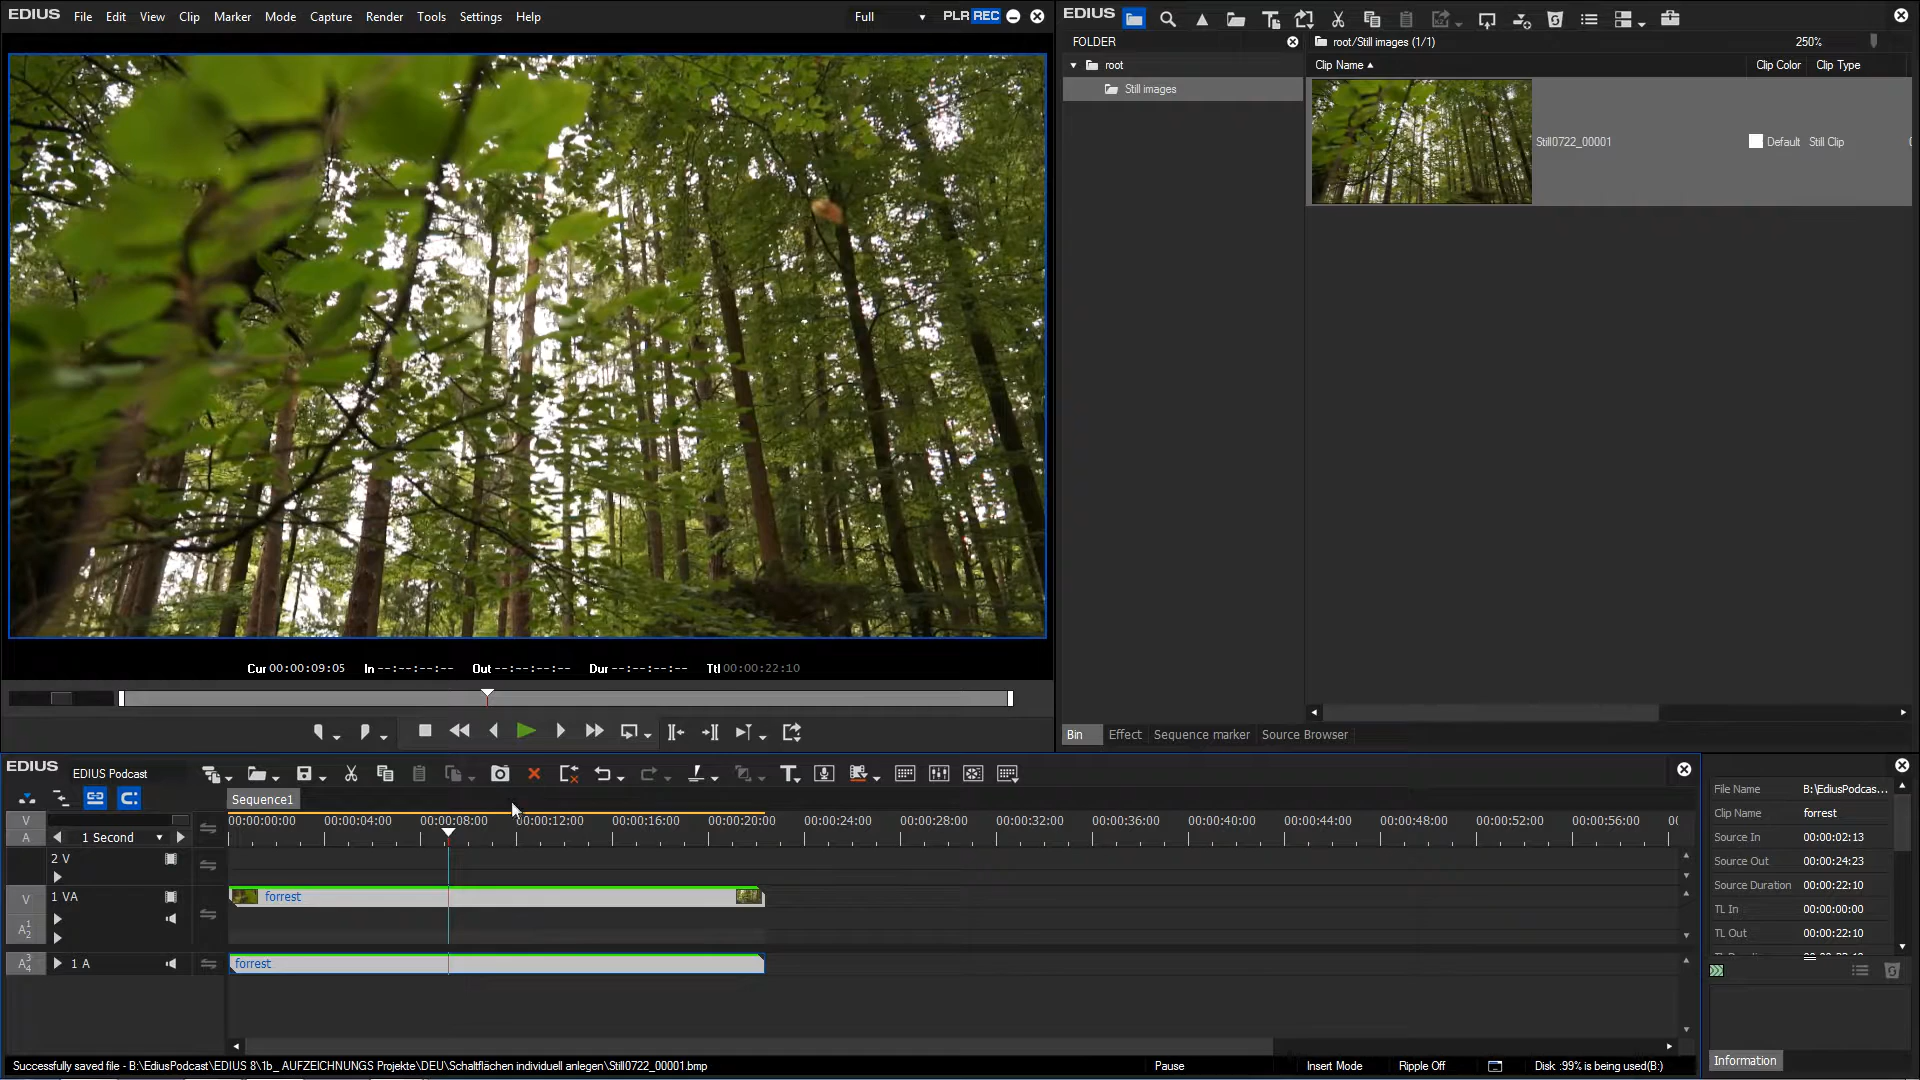 EDIUS File Edit View Clip Marker Mode Capture Render Tools Settings Help Full PLR REC
EDIUS
FOLDER
root/Still images (1/1) 250%
root
Still images
Clip Name Clip Color Clip Type
Still0722_00001 Default Still Clip
Cur 00:00:09:05 In --:--:--:-- Out --:--:--:-- Dur --:--:--:-- Ttl 00:00:22:10
Bin Effect Sequence marker Source Browser
EDIUS EDIUS Podcast
Sequence1
V
A
1 Second
00:00:00:00 00:00:04:00 00:00:08:00 00:00:12:00 00:00:16:00 00:00:20:00 00:00:24:00 00:00:28:00 00:00:32:00 00:00:36:00 00:00:40:00 00:00:44:00 00:00:48:00 00:00:52:00 00:00:56:00
2 V
V 1 VA forrest
A 1 2
A 3 4 1 A forrest
File Name B:\EdiusPodcas...
Clip Name forrest
Source In 00:00:02:13
Source Out 00:00:24:23
Source Duration 00:00:22:10
TL In 00:00:00:00
TL Out 00:00:22:10
Information
Successfully saved file - B:\EdiusPodcast\EDIUS 8\1b_ AUFZEICHNUNGS Projekte\DEU\Schaltflächen individuell anlegen\Still0722_00001.bmp Pause Insert Mode Ripple Off Disk :99% is being used(B:)